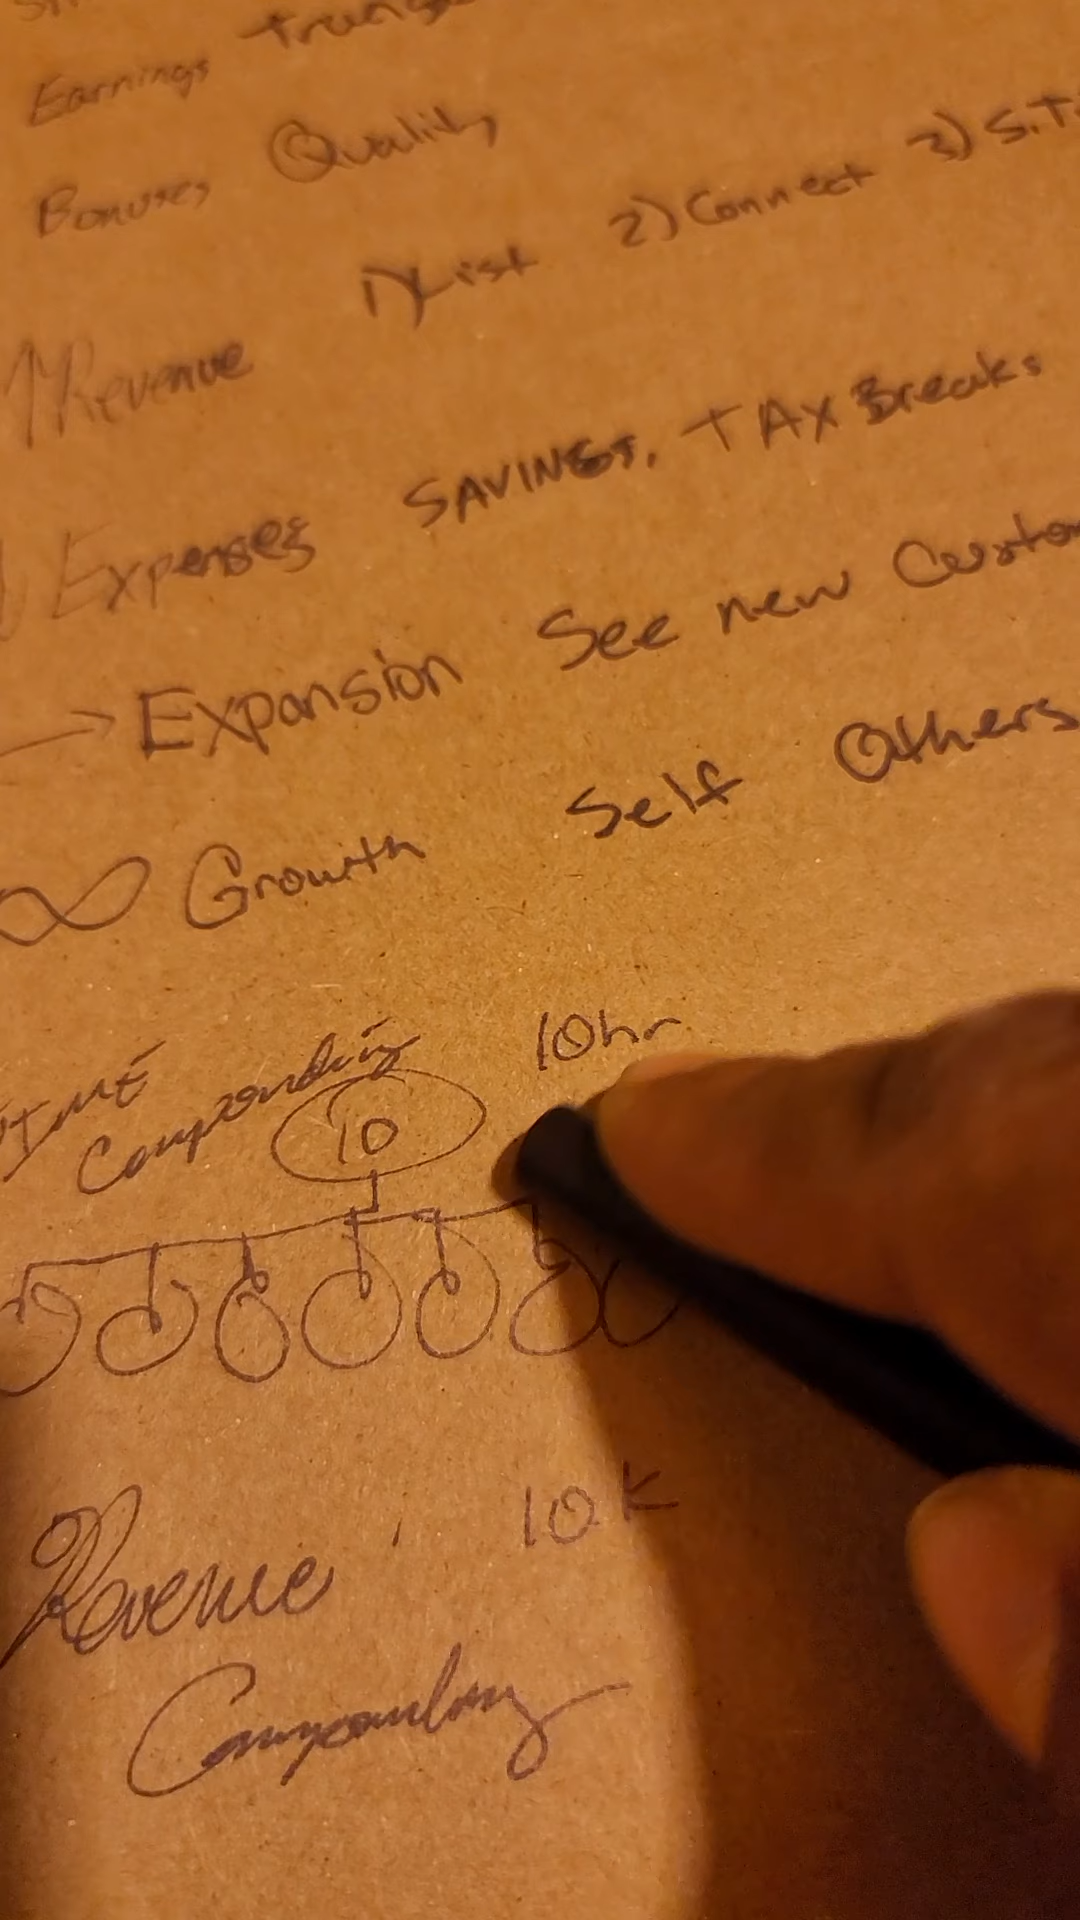 Earnings
Bonuses Quality
1) List 2) Connect 3) S.T.
↑ Revenue
Expenses SAVINGS, TAX Breaks
→ Expansion See new
∞ Growth Self Others
TIME
Compounding 10hr
10
Revenue 10K
Compounding